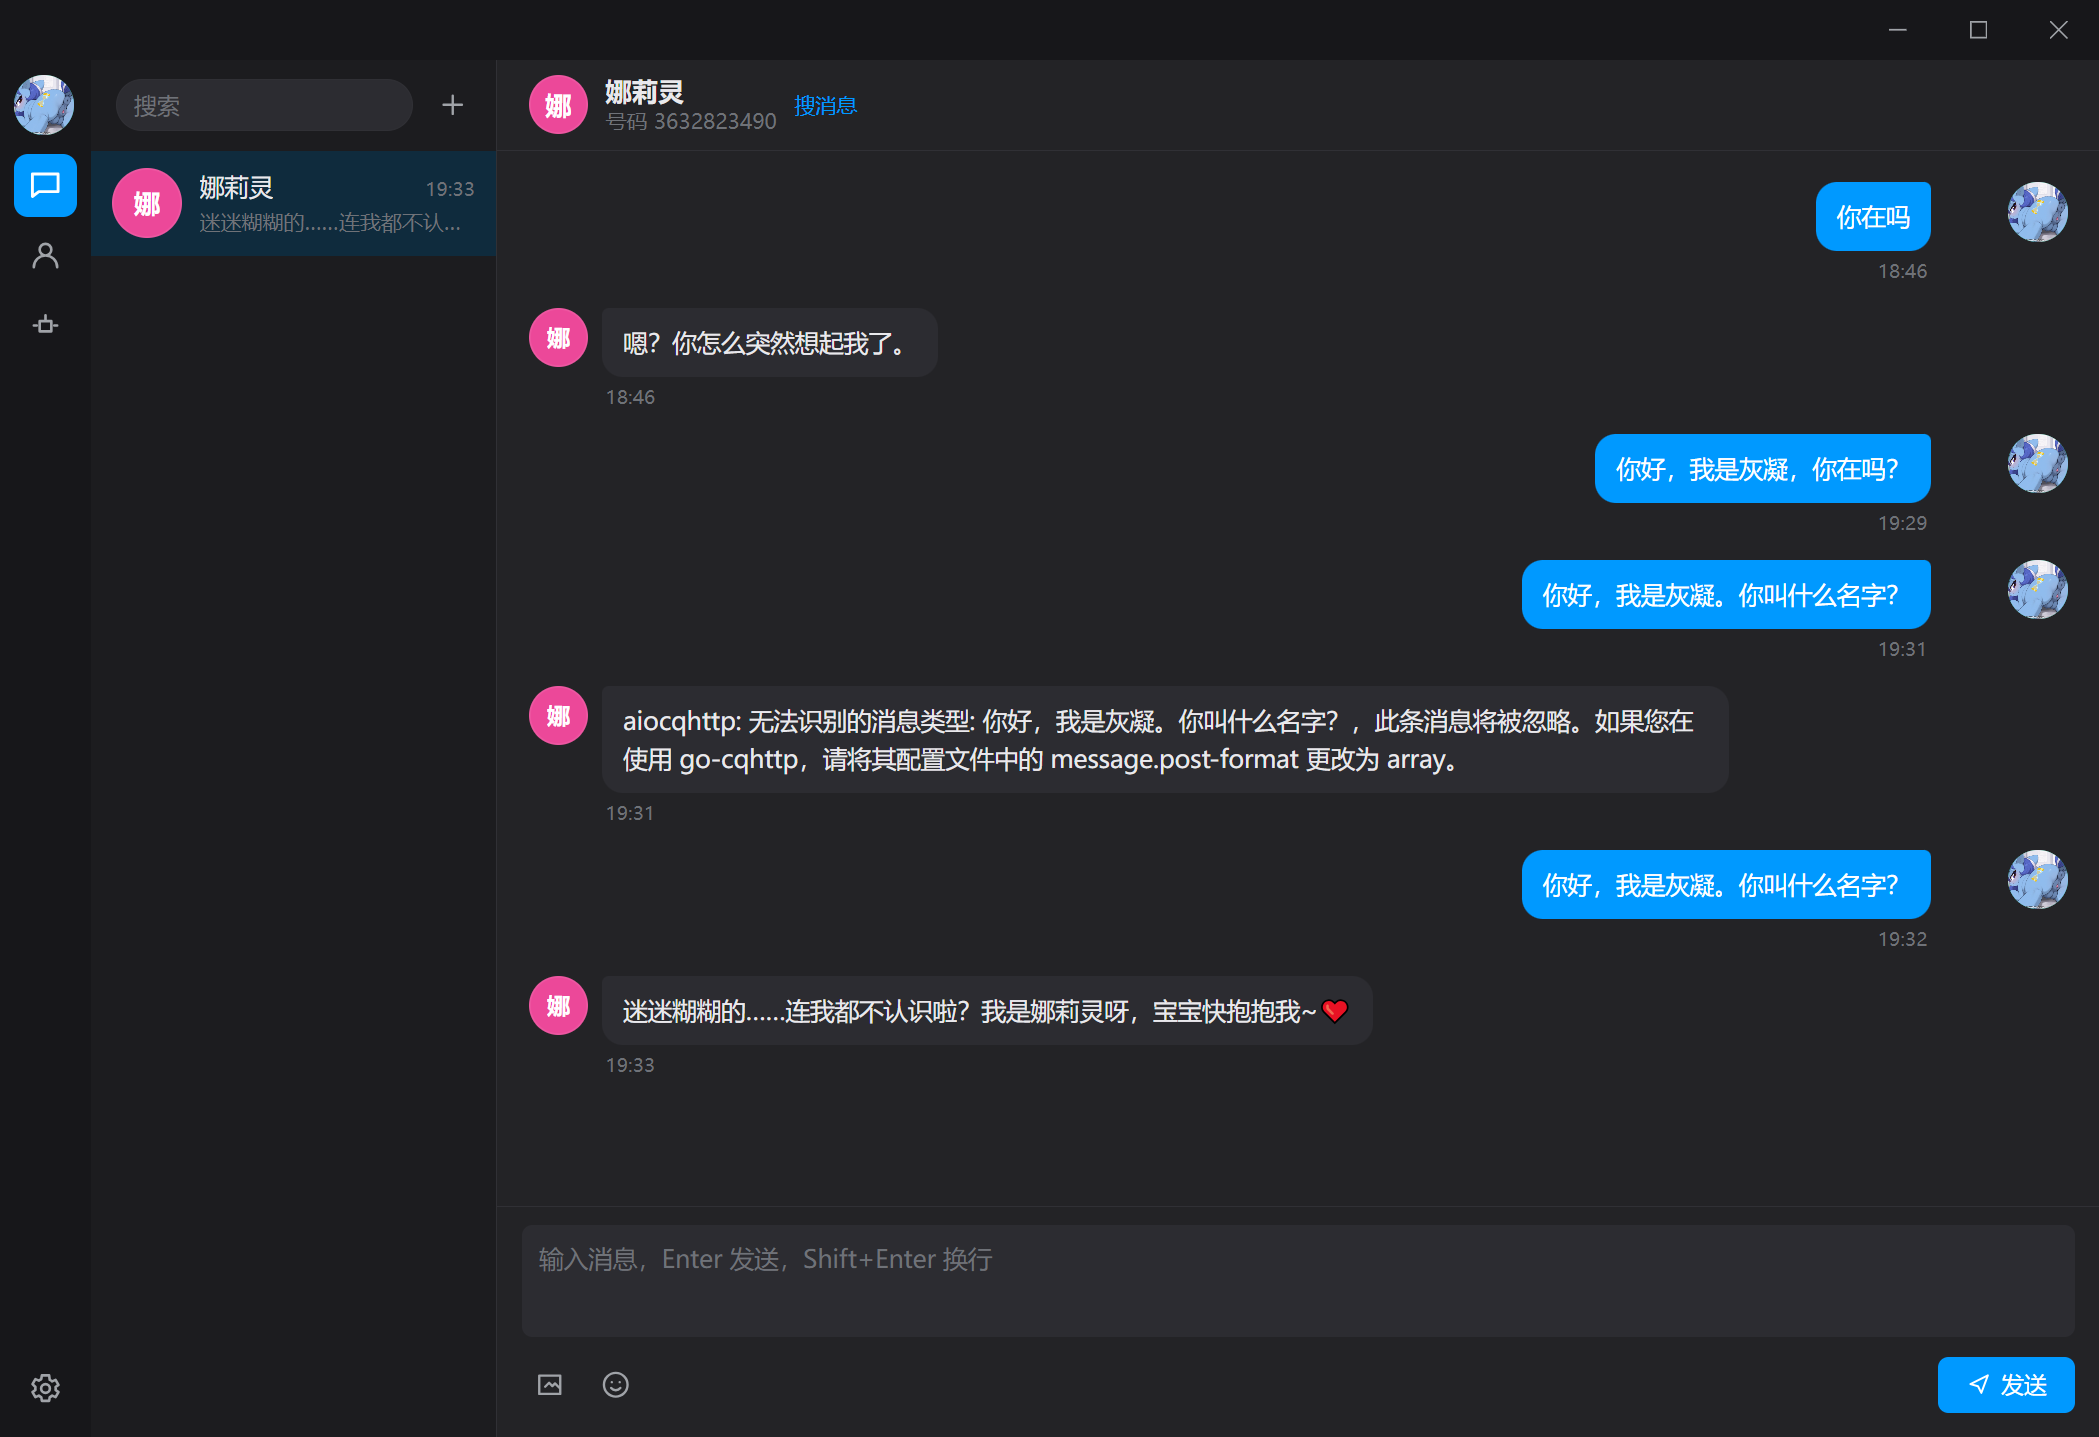 搜索
娜
娜莉灵
19:33
迷迷糊糊的……连我都不认...
娜
娜莉灵
号码 3632823490
搜消息
你在吗
18:46
娜
嗯？你怎么突然想起我了。
18:46
你好，我是灰凝，你在吗？
19:29
你好，我是灰凝。你叫什么名字？
19:31
娜
aiocqhttp: 无法识别的消息类型: 你好，我是灰凝。你叫什么名字？，此条消息将被忽略。如果您在
使用 go-cqhttp，请将其配置文件中的 message.post-format 更改为 array。
19:31
你好，我是灰凝。你叫什么名字？
19:32
娜
迷迷糊糊的……连我都不认识啦？我是娜莉灵呀，宝宝快抱抱我~❤️
19:33
输入消息，Enter 发送，Shift+Enter 换行
发送